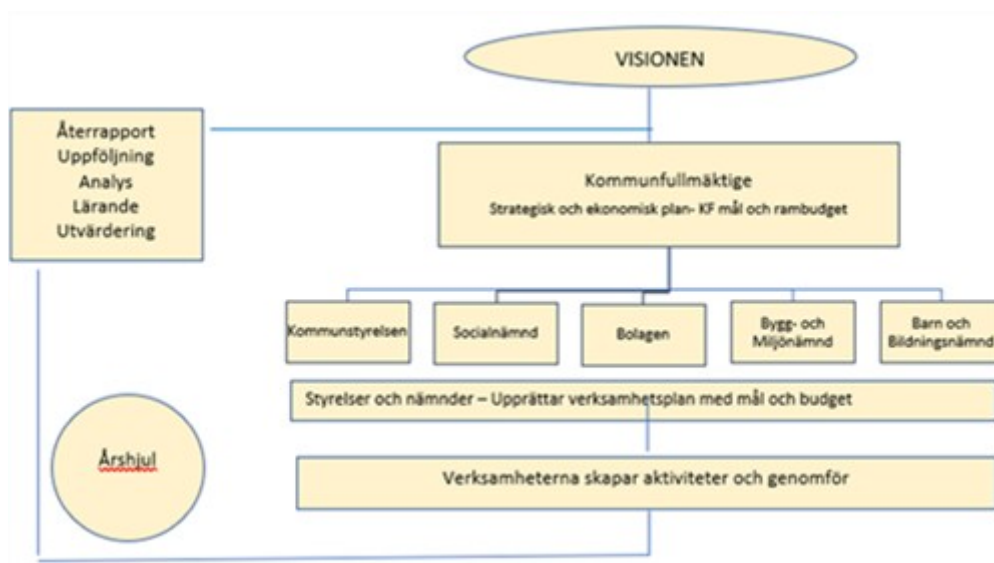 VISIONEN
Återrapport
Uppföljning
Analys
Lärande
Utvärdering
Kommunfullmäktige
Strategisk och ekonomisk plan- KF mål och rambudget
Kommunstyrelsen
Socialnämnd
Bolagen
Bygg- och
Miljönämnd
Barn och
Bildningsnämnd
Styrelser och nämnder – Upprättar verksamhetsplan med mål och budget
Årshjul
Verksamheterna skapar aktiviteter och genomför